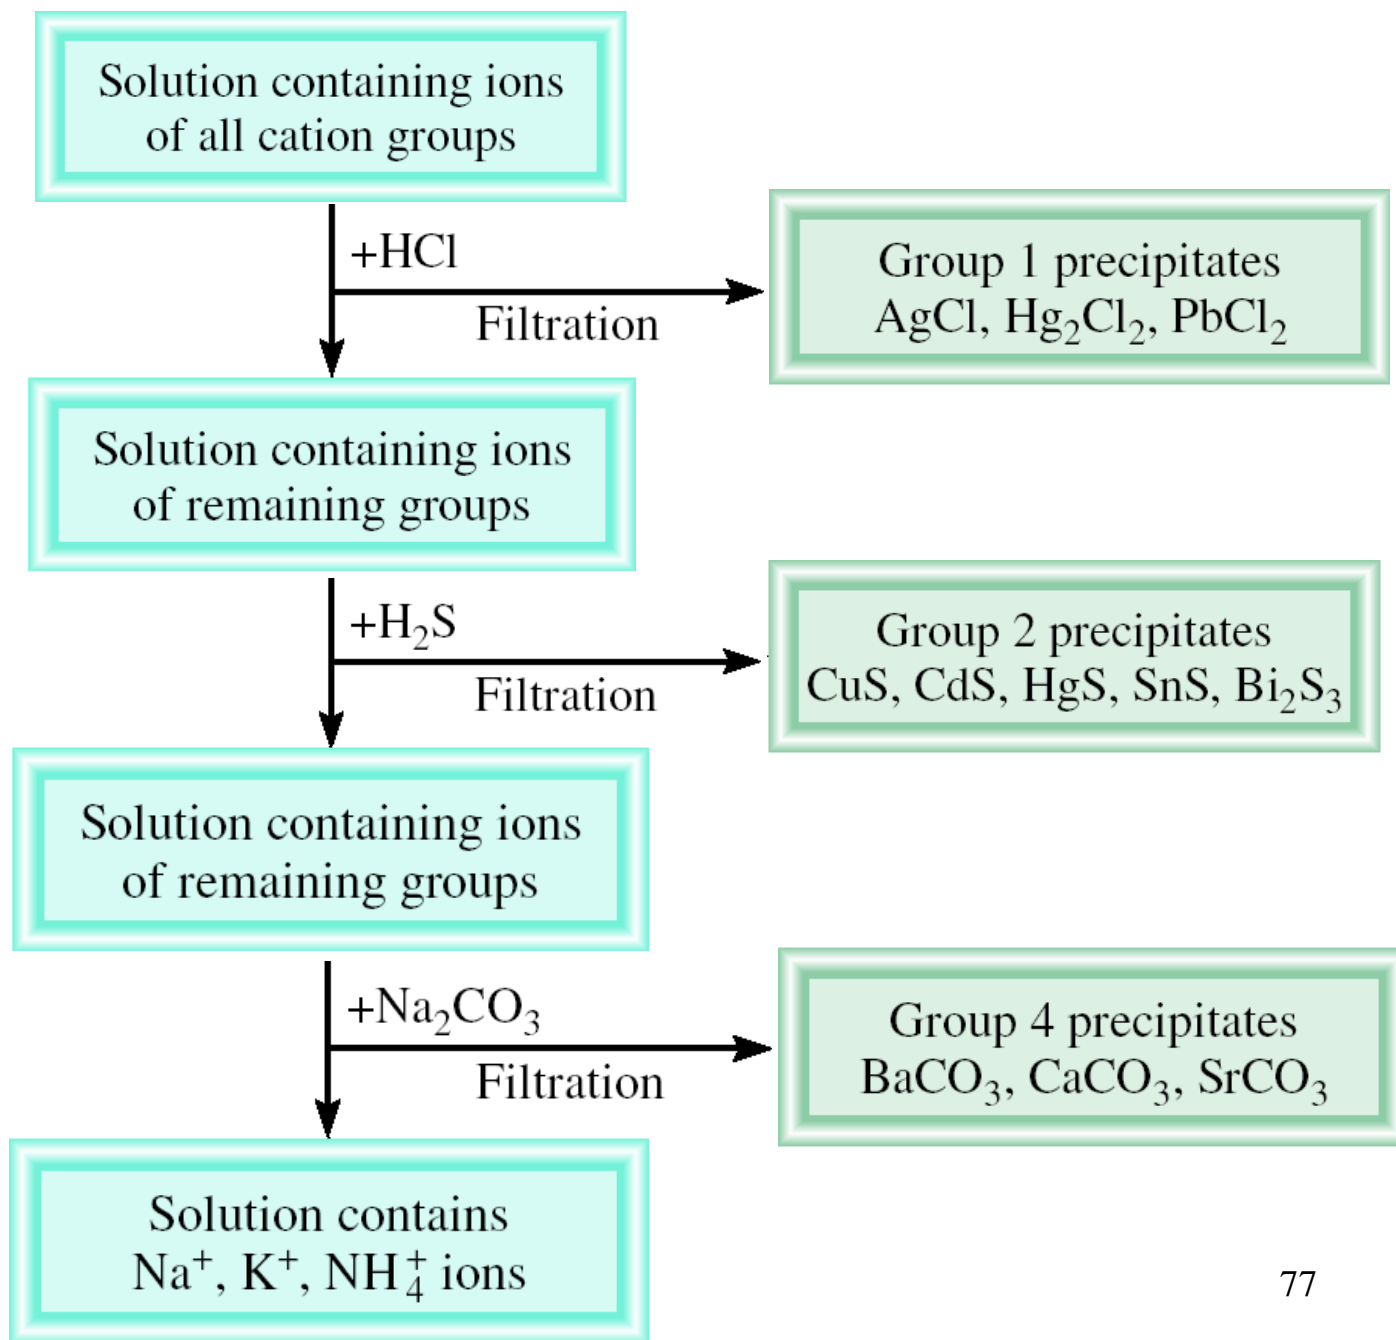 Solution containing ions
of all cation groups
+HCl
Filtration
Group 1 precipitates
AgCl, Hg₂Cl₂, PbCl₂
Solution containing ions
of remaining groups
+H₂S
Filtration
Group 2 precipitates
CuS, CdS, HgS, SnS, Bi₂S₃
Solution containing ions
of remaining groups
+Na₂CO₃
Filtration
Group 4 precipitates
BaCO₃, CaCO₃, SrCO₃
Solution contains
Na⁺, K⁺, NH₄⁺ ions
77